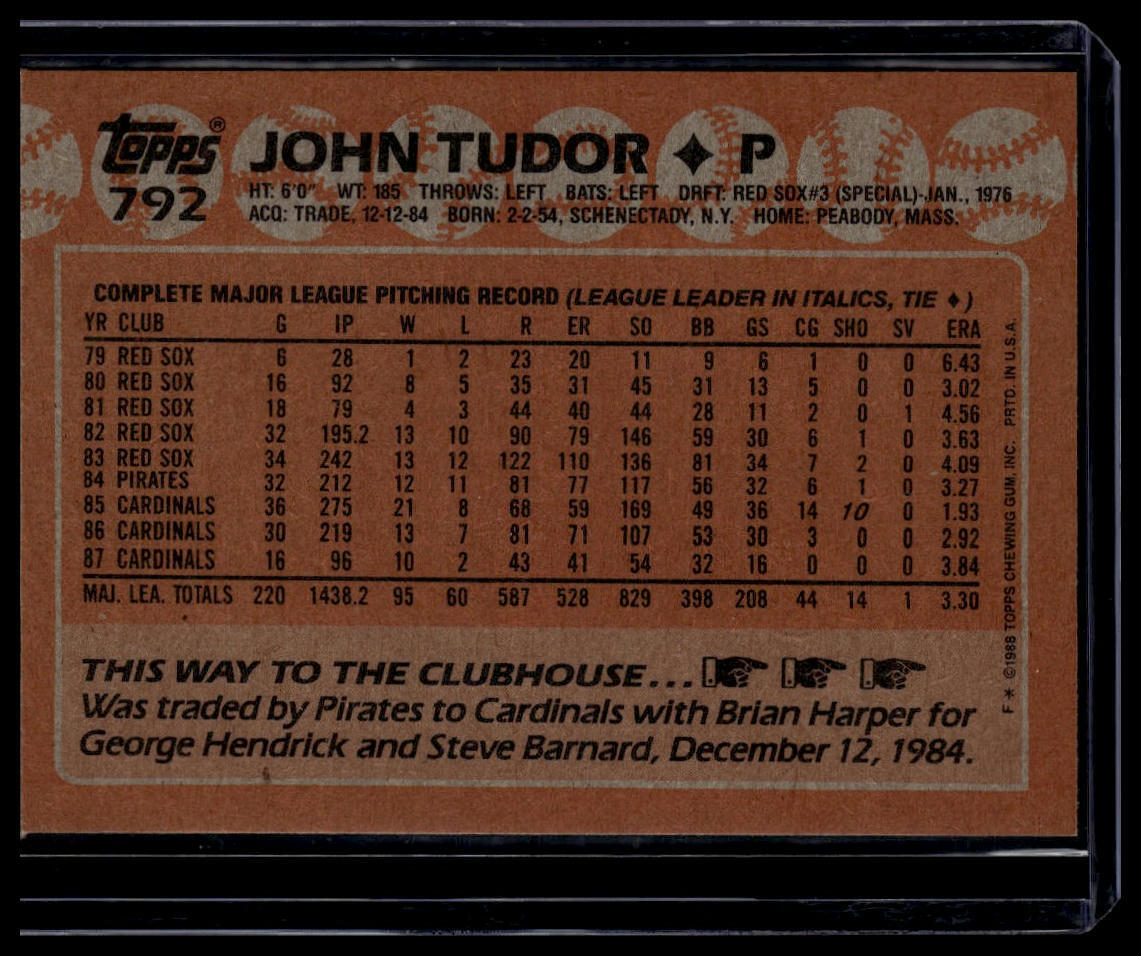 topps®
792
JOHN TUDOR ♦ P
HT: 6'0" WT: 185 THROWS: LEFT BATS: LEFT DRFT: RED SOX#3 (SPECIAL)-JAN., 1976
ACQ: TRADE, 12-12-84 BORN: 2-2-54, SCHENECTADY, N.Y. HOME: PEABODY, MASS.
COMPLETE MAJOR LEAGUE PITCHING RECORD (LEAGUE LEADER IN ITALICS, TIE ♦)
YR CLUB G IP W L R ER SO BB GS CG SHO SV ERA
79 RED SOX 6 28 1 2 23 20 11 9 6 1 0 0 6.43
80 RED SOX 16 92 8 5 35 31 45 31 13 5 0 0 3.02
81 RED SOX 18 79 4 3 44 40 44 28 11 2 0 1 4.56
82 RED SOX 32 195.2 13 10 90 79 146 59 30 6 1 0 3.63
83 RED SOX 34 242 13 12 122 110 136 81 34 7 2 0 4.09
84 PIRATES 32 212 12 11 81 77 117 56 32 6 1 0 3.27
85 CARDINALS 36 275 21 8 68 59 169 49 36 14 10 0 1.93
86 CARDINALS 30 219 13 7 81 71 107 53 30 3 0 0 2.92
87 CARDINALS 16 96 10 2 43 41 54 32 16 0 0 0 3.84
MAJ. LEA. TOTALS 220 1438.2 95 60 587 528 829 398 208 44 14 1 3.30
THIS WAY TO THE CLUBHOUSE...
Was traded by Pirates to Cardinals with Brian Harper for
George Hendrick and Steve Barnard, December 12, 1984.
F * ©1988 TOPPS CHEWING GUM, INC. PRTD. IN U.S.A.